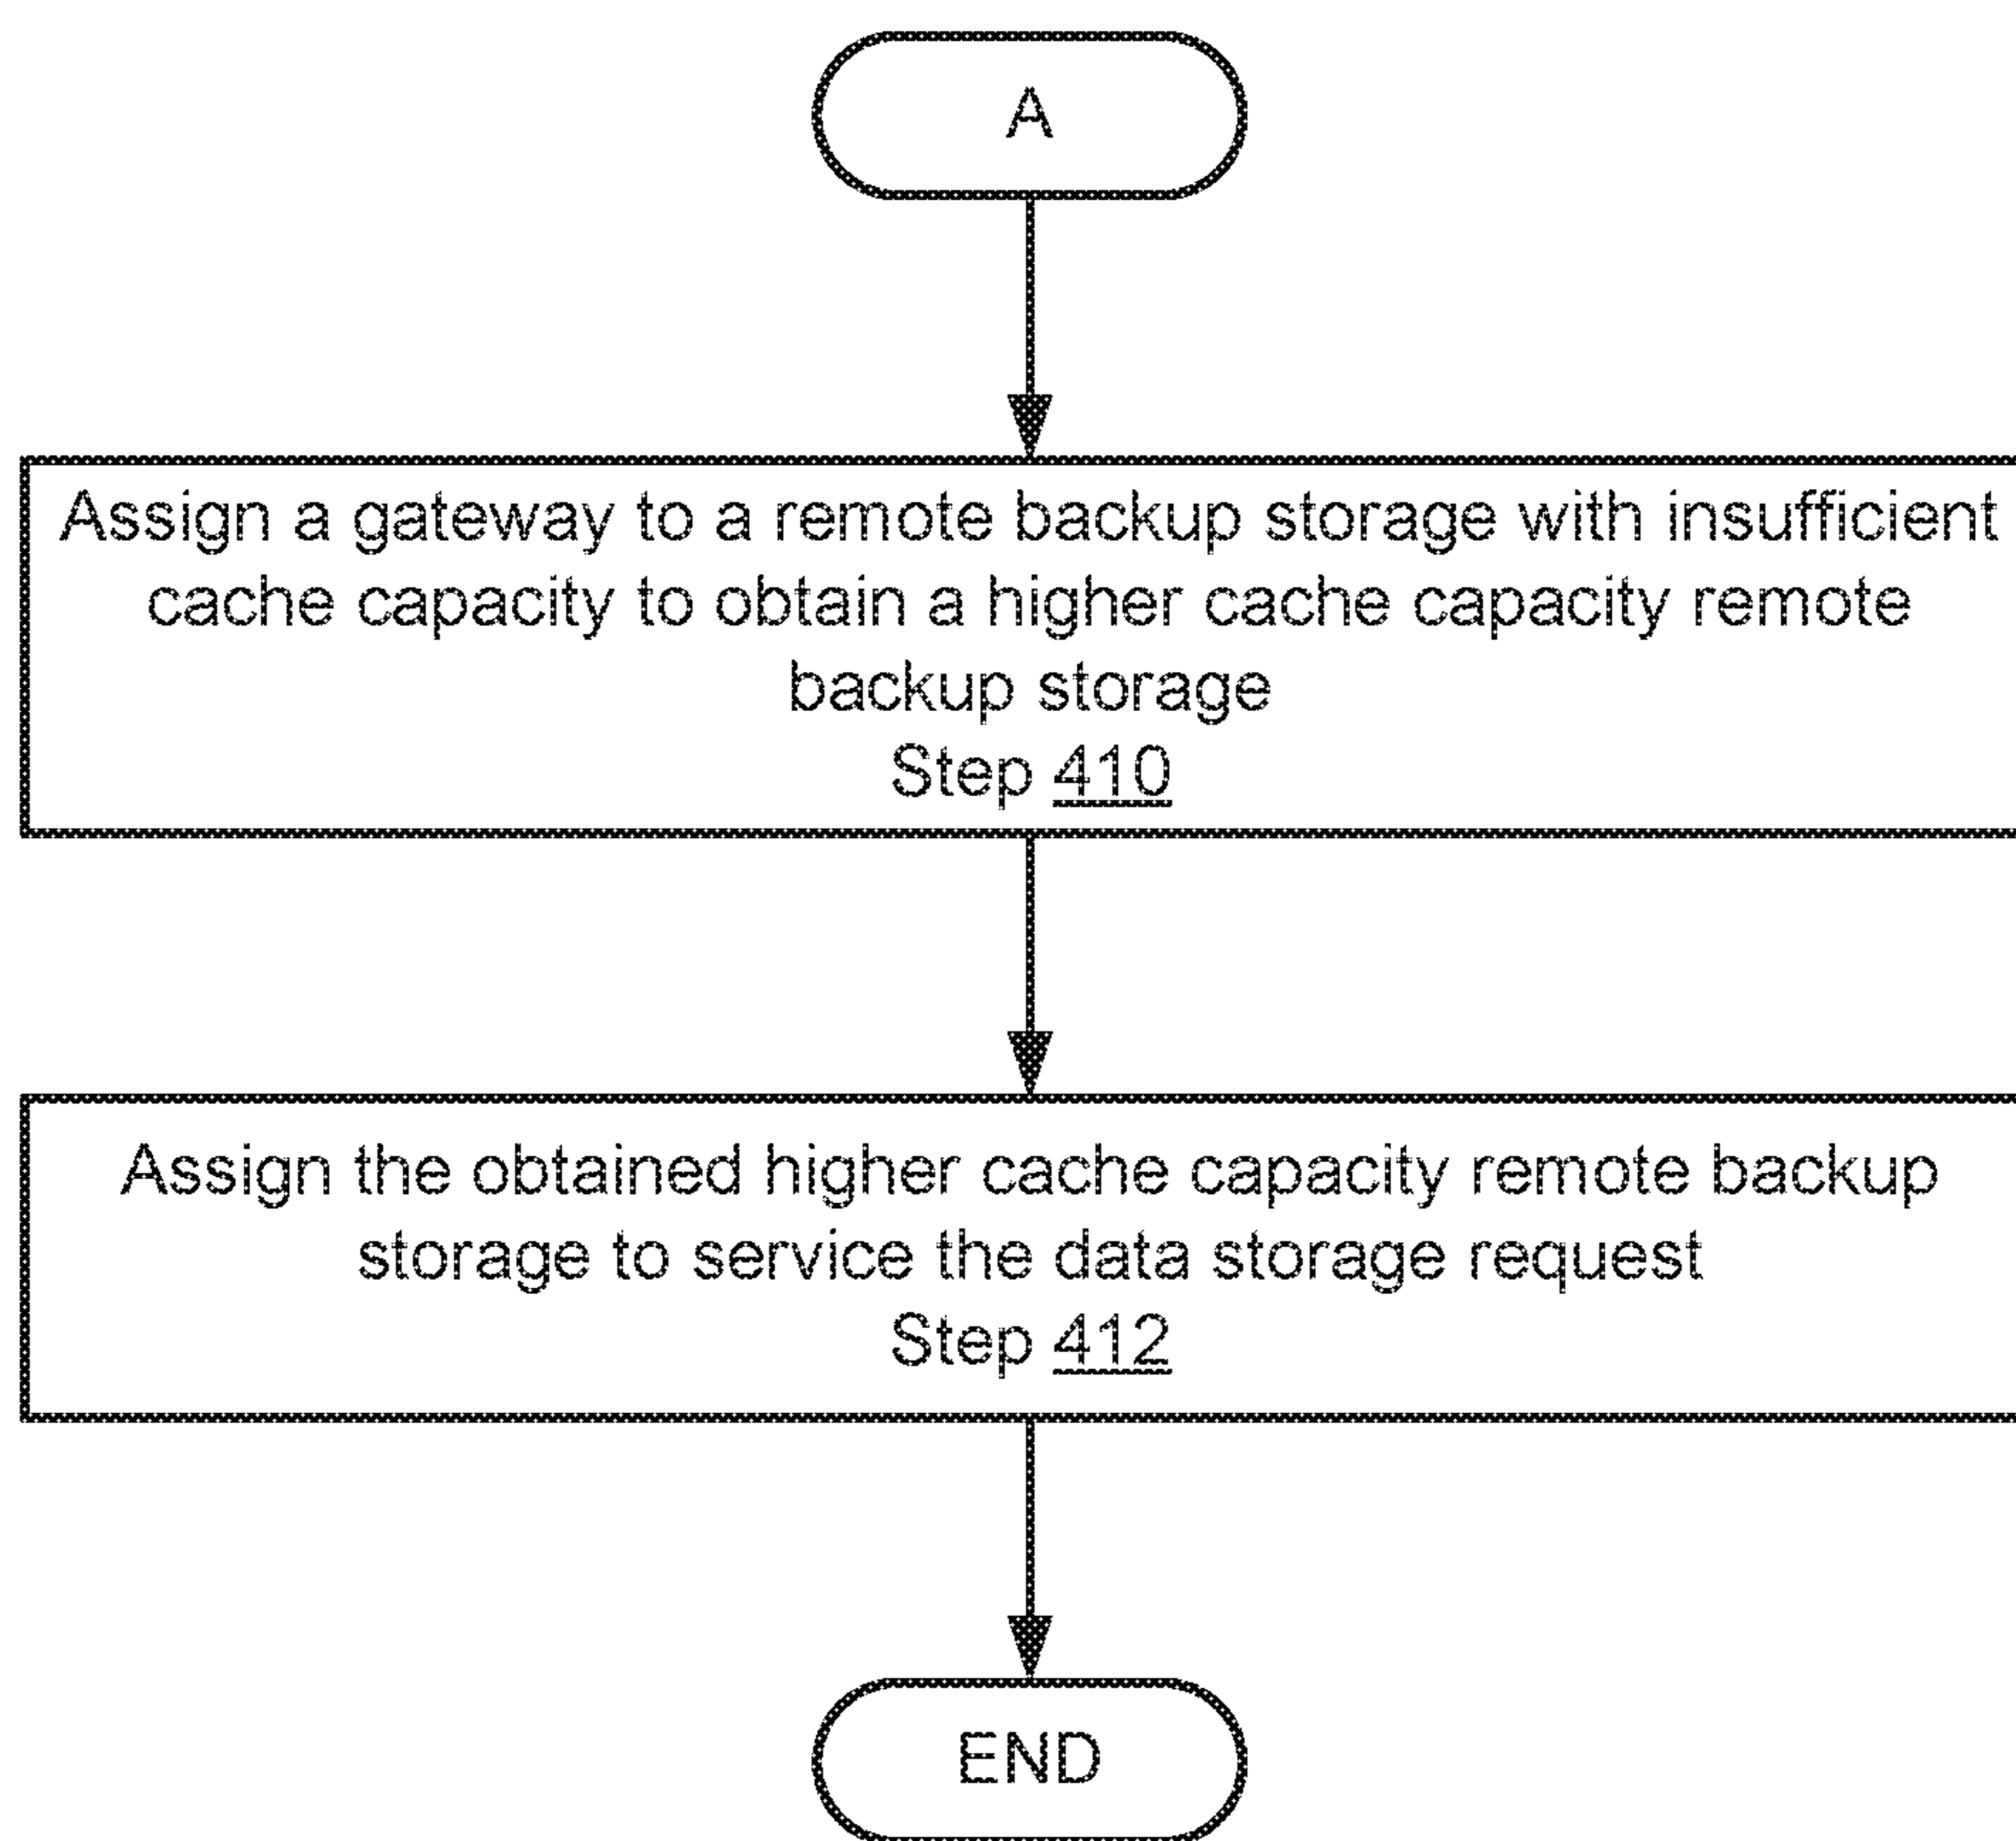 A
Assign a gateway to a remote backup storage with insufficient
cache capacity to obtain a higher cache capacity remote
backup storage
Step 410
Assign the obtained higher cache capacity remote backup
storage to service the data storage request
Step 412
END